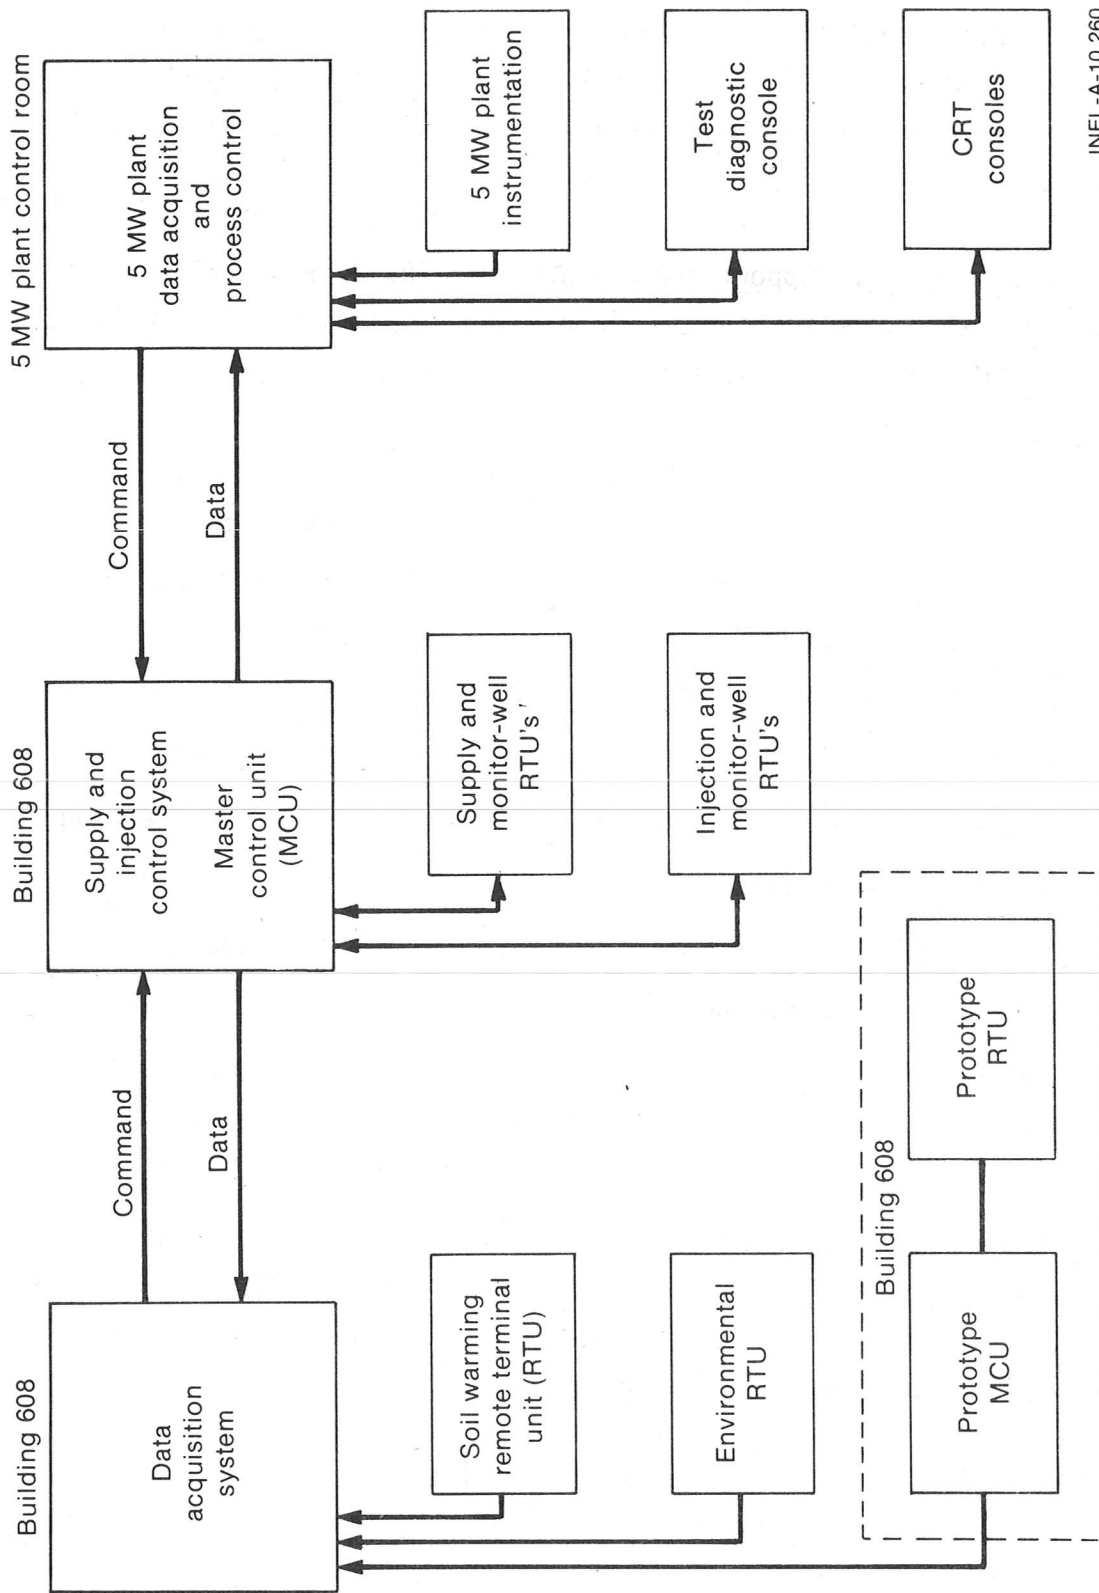 Building 608
Data
acquisition
system
Command
Data
Building 608
Supply and
injection
control system
Master
control unit
(MCU)
Command
Data
5 MW plant control room
5 MW plant
data acquisition
and
process control
Soil warming
remote terminal
unit (RTU)
Environmental
RTU
Supply and
monitor-well
RTU's
Injection and
monitor-well
RTU's
5 MW plant
instrumentation
Test
diagnostic
console
CRT
consoles
Building 608
Prototype
MCU
Prototype
RTU
INEL-A-10 260